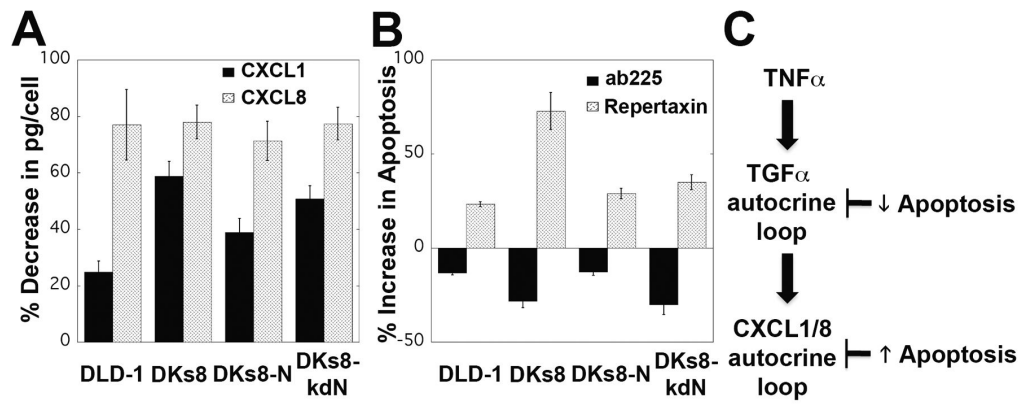 A
% Decrease in pg/cell
100
80
60
40
20
0
CXCL1
CXCL8
DLD-1 DKs8 DKs8-N DKs8-
kdN
B
% Increase in Apoptosis
100
50
0
-50
ab225
Repertaxin
DLD-1 DKs8 DKs8-N DKs8-
kdN
C
TNFα
TGFα
autocrine
loop
↓ Apoptosis
CXCL1/8
autocrine
loop
↑ Apoptosis